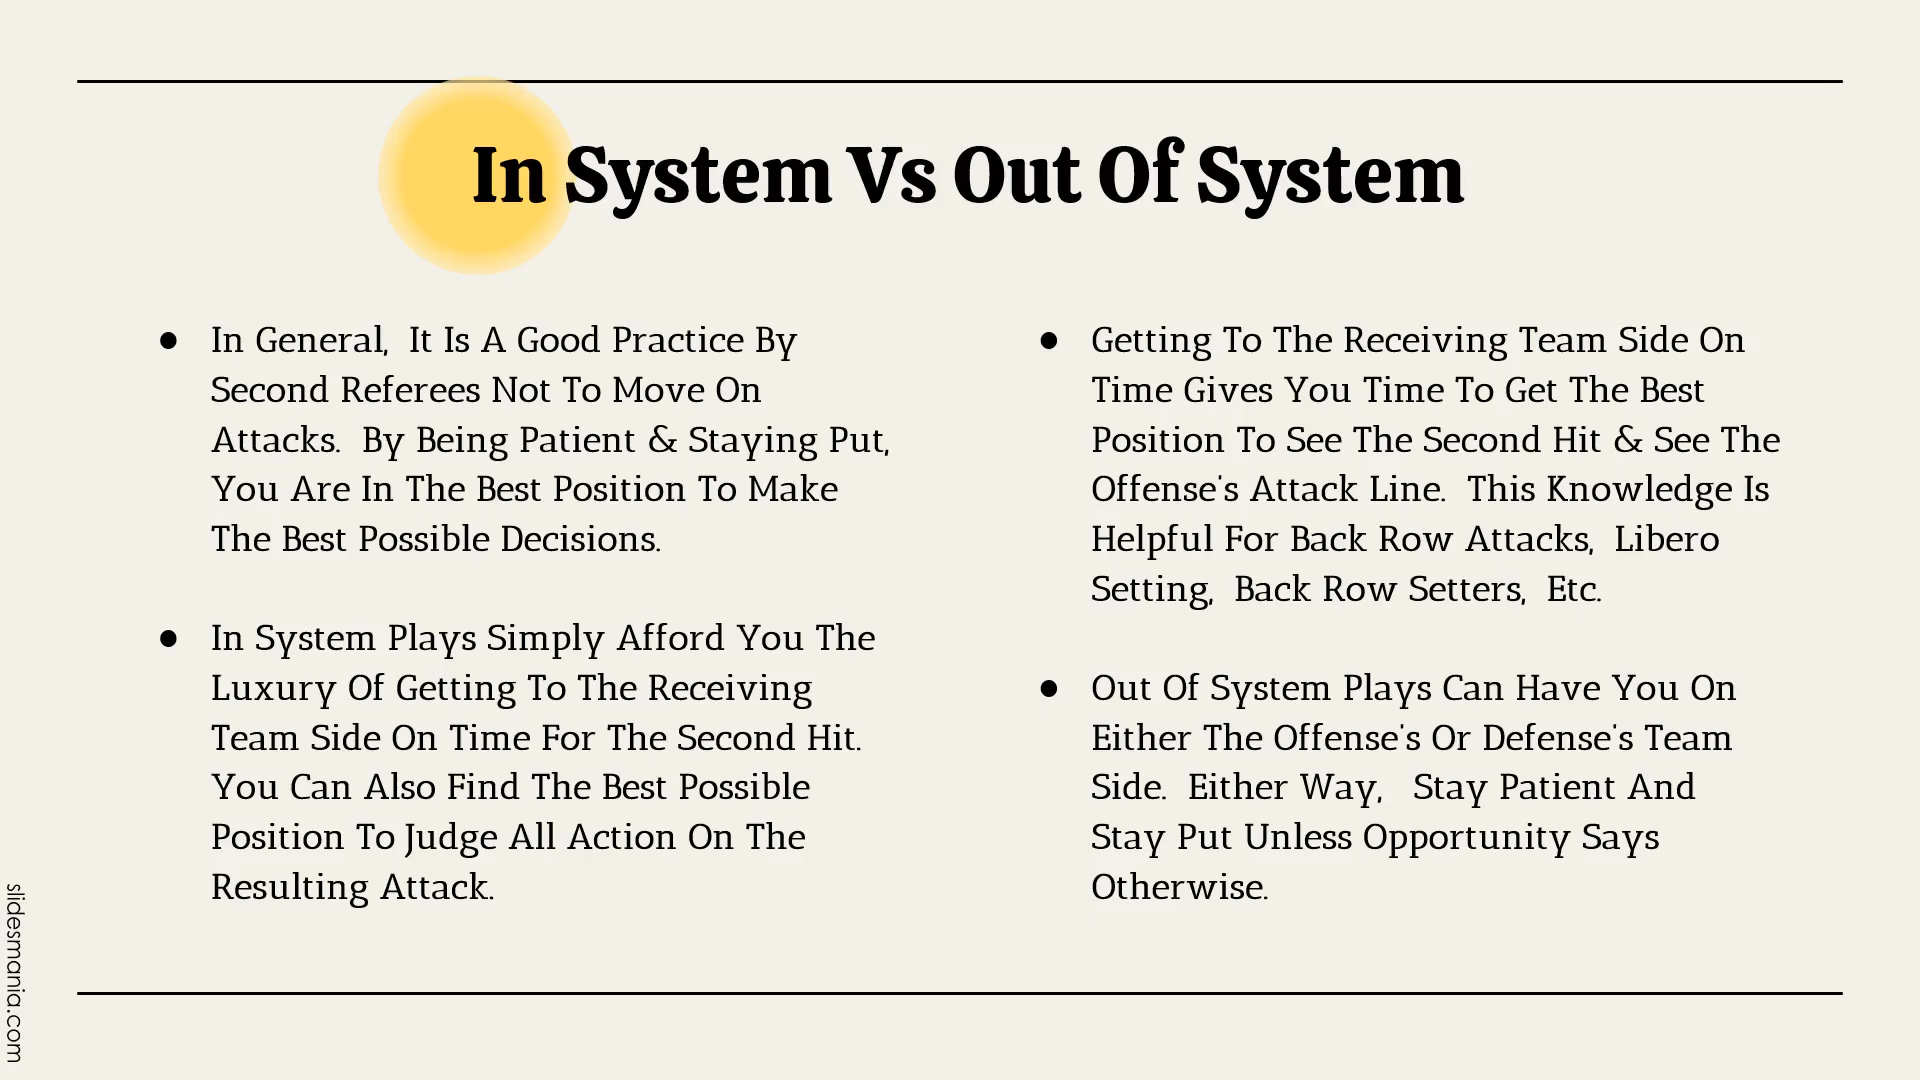 In System Vs Out Of System
● In General, It Is A Good Practice By
Second Referees Not To Move On
Attacks. By Being Patient & Staying Put,
You Are In The Best Position To Make
The Best Possible Decisions.
● In System Plays Simply Afford You The
Luxury Of Getting To The Receiving
Team Side On Time For The Second Hit.
You Can Also Find The Best Possible
Position To Judge All Action On The
Resulting Attack.
● Getting To The Receiving Team Side On
Time Gives You Time To Get The Best
Position To See The Second Hit & See The
Offense's Attack Line. This Knowledge Is
Helpful For Back Row Attacks, Libero
Setting, Back Row Setters, Etc.
● Out Of System Plays Can Have You On
Either The Offense's Or Defense's Team
Side. Either Way, Stay Patient And
Stay Put Unless Opportunity Says
Otherwise.
slidesmania.com